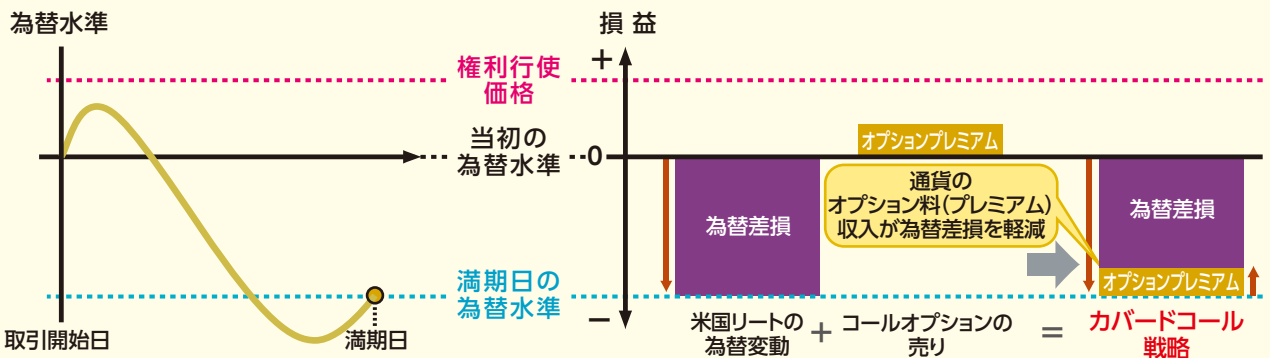 為替水準
権利行使
価格
当初の
為替水準
満期日の
為替水準
取引開始日
満期日
損益
+
0
−
オプションプレミアム
為替差損
通貨の
オプション料(プレミアム)
収入が為替差損を軽減
為替差損
オプションプレミアム
米国リートの
為替変動
+
コールオプションの
売り
=
カバードコール
戦略